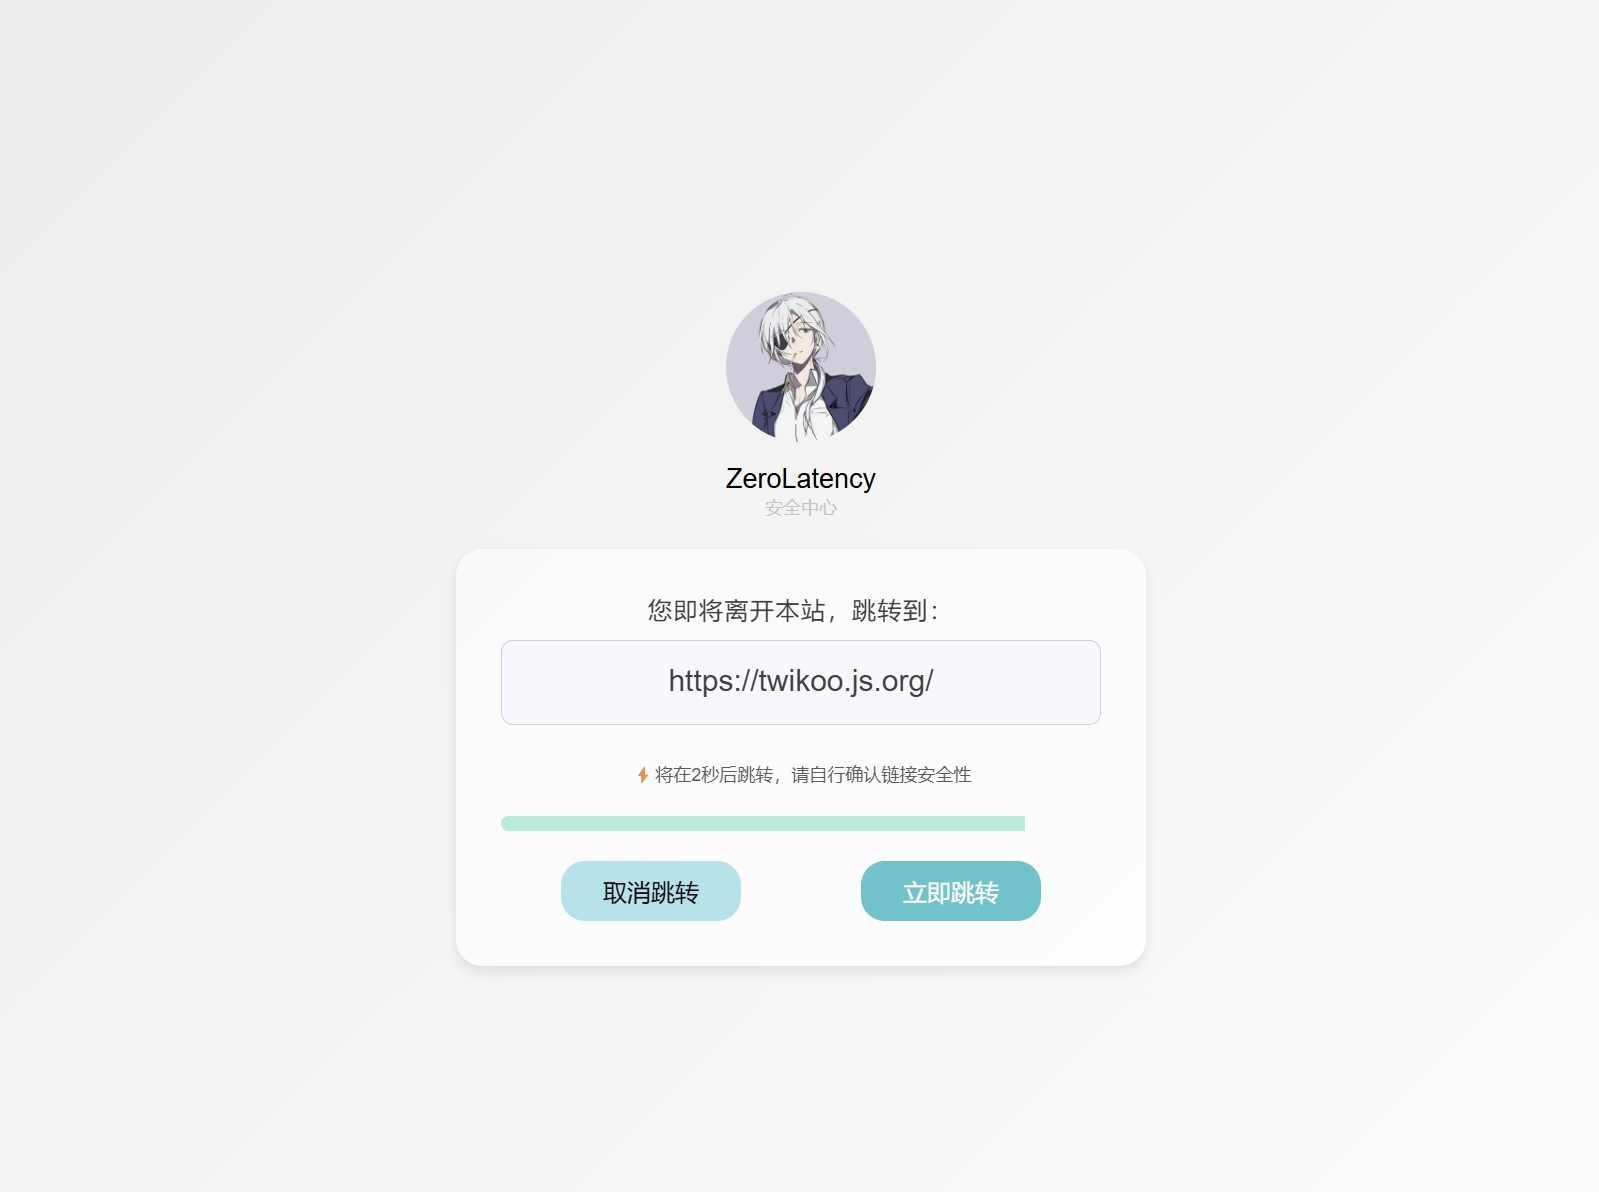 ZeroLatency
安全中心
您即将离开本站，跳转到：
https://twikoo.js.org/
将在2秒后跳转，请自行确认链接安全性
取消跳转
立即跳转